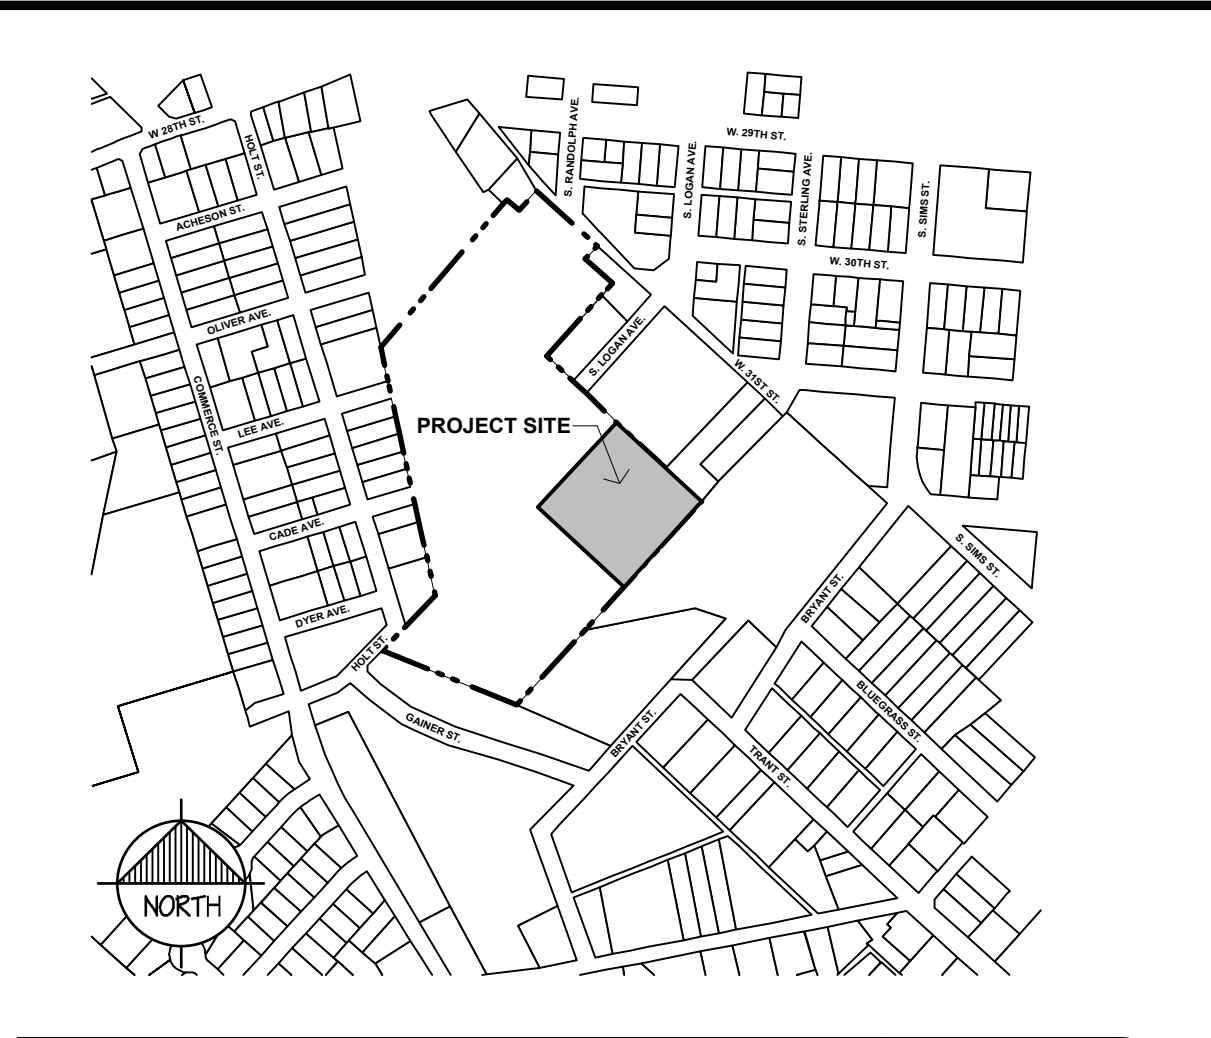 W 28TH ST.
HOLT ST.
S. RANDOLPH AVE.
W. 29TH ST.
S. LOGAN AVE.
S. STERLING AVE.
S. SIMS ST.
ACHESON ST.
W. 30TH ST.
OLIVER AVE.
S. LOGAN AVE.
W. 31ST ST.
COMMERCE ST.
LEE AVE.
PROJECT SITE
CADE AVE.
S. SIMS ST.
BRYANT ST.
DYER AVE.
HOLT ST.
BLUEGRASS ST.
GAINER ST.
BRYANT ST.
TRANT ST.
NORTH